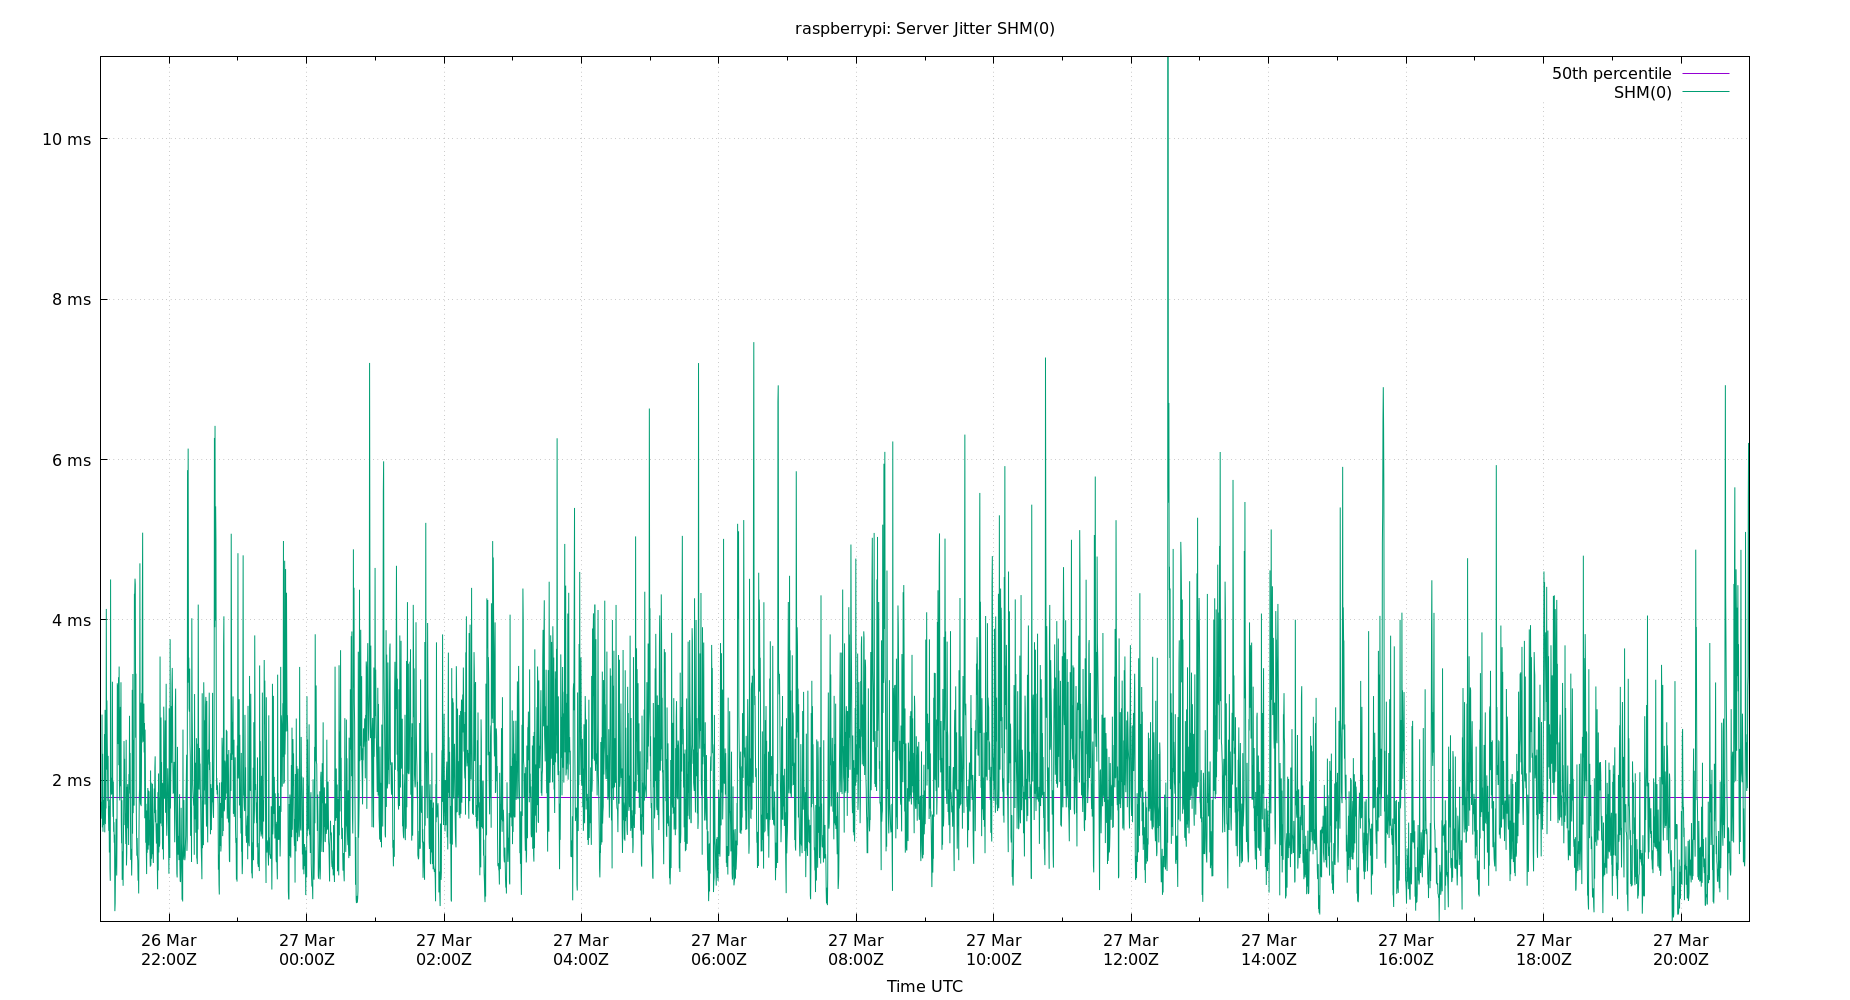 raspberrypi: Server Jitter SHM(0)
50th percentile
SHM(0)
10 ms
8 ms
6 ms
4 ms
2 ms
26 Mar 27 Mar 27 Mar 27 Mar 27 Mar 27 Mar 27 Mar 27 Mar 27 Mar 27 Mar 27 Mar 27 Mar
22:00Z 00:00Z 02:00Z 04:00Z 06:00Z 08:00Z 10:00Z 12:00Z 14:00Z 16:00Z 18:00Z 20:00Z
Time UTC